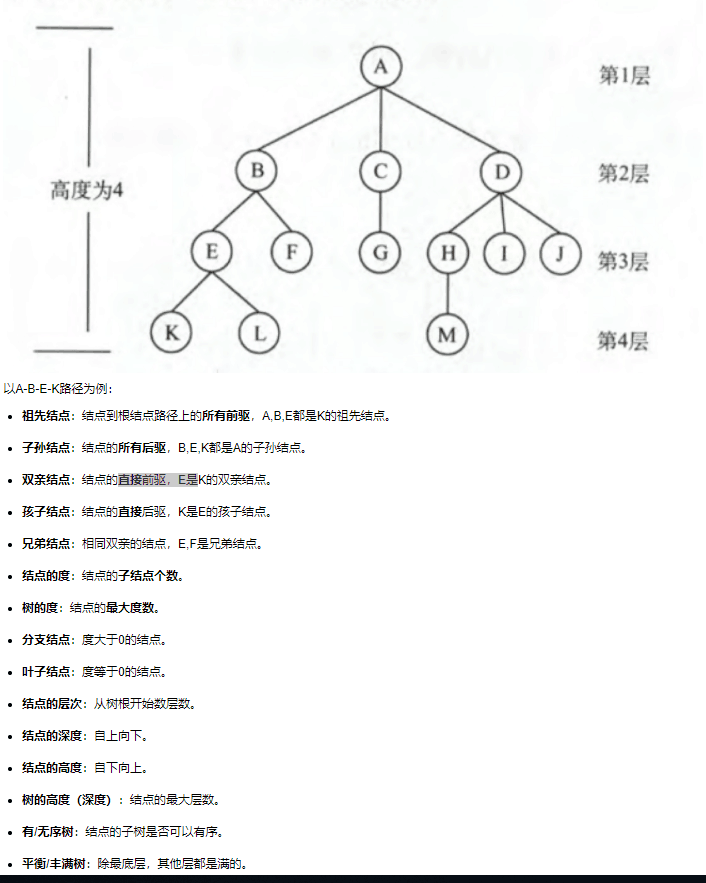 A
第1层
B
C
D
第2层
高度为4
E
F
G
H
I
J
第3层
K
L
M
第4层
以A-B-E-K路径为例：
祖先结点：结点到根结点路径上的所有前驱，A,B,E都是K的祖先结点。
子孙结点：结点的所有后驱，B,E,K都是A的子孙结点。
双亲结点：结点的直接前驱，E是K的双亲结点。
孩子结点：结点的直接后驱，K是E的孩子结点。
兄弟结点：相同双亲的结点，E,F是兄弟结点。
结点的度：结点的子结点个数。
树的度：结点的最大度数。
分支结点：度大于0的结点。
叶子结点：度等于0的结点。
结点的层次：从树根开始数层数。
结点的深度：自上向下。
结点的高度：自下向上。
树的高度（深度）：结点的最大层数。
有/无序树：结点的子树是否可以有序。
平衡/丰满树：除最底层，其他层都是满的。